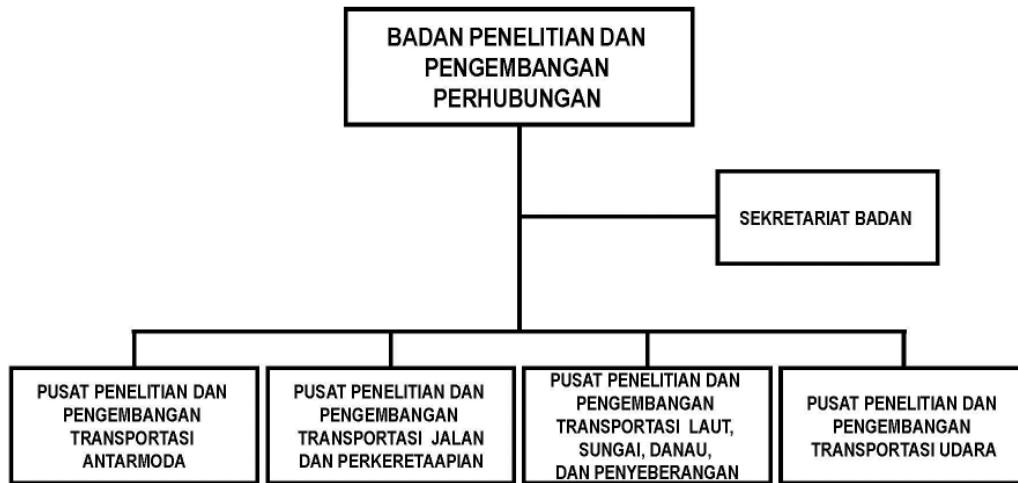 BADAN PENELITIAN DAN
PENGEMBANGAN
PERHUBUNGAN
SEKRETARIAT BADAN
PUSAT PENELITIAN DAN
PENGEMBANGAN
TRANSPORTASI
ANTARMODA
PUSAT PENELITIAN DAN
PENGEMBANGAN
TRANSPORTASI JALAN
DAN PERKERETAAPIAN
PUSAT PENELITIAN DAN
PENGEMBANGAN
TRANSPORTASI LAUT,
SUNGAI, DANAU,
DAN PENYEBERANGAN
PUSAT PENELITIAN DAN
PENGEMBANGAN
TRANSPORTASI UDARA